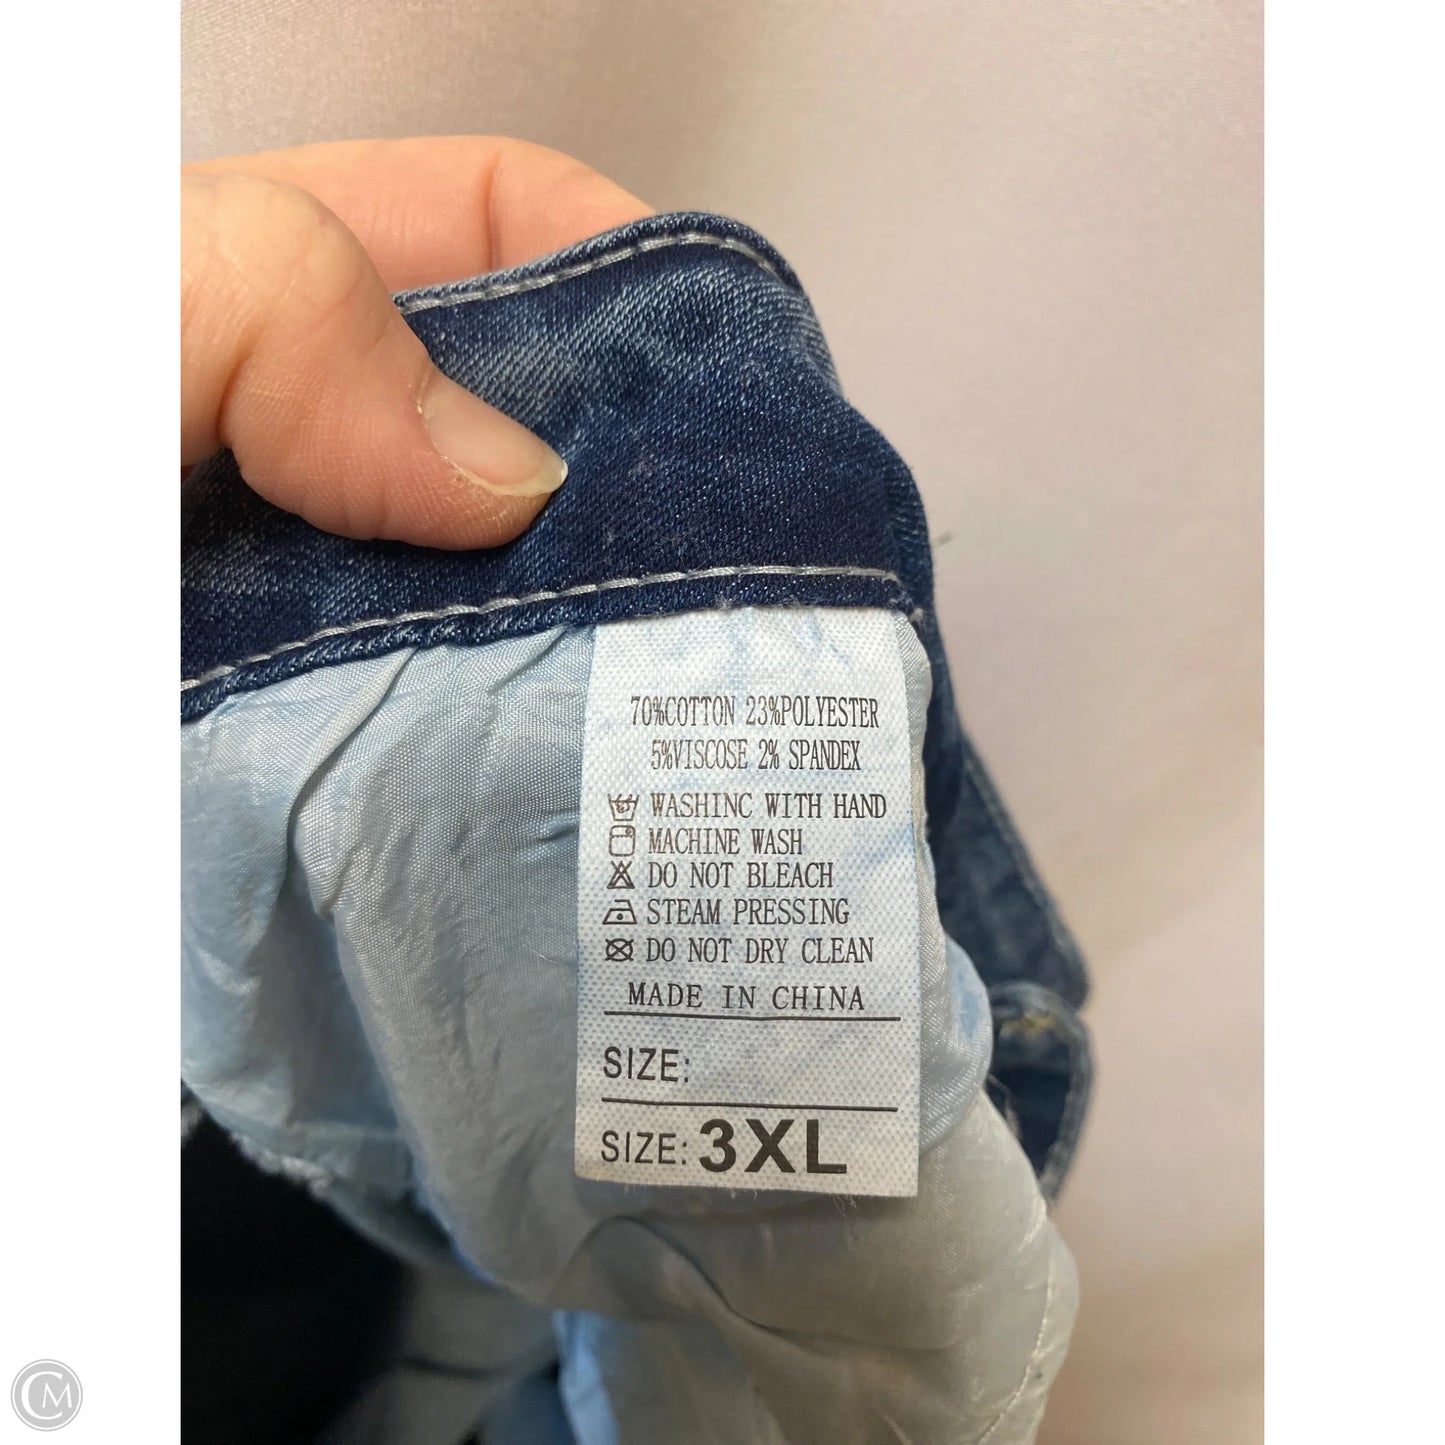 70%COTTON 23%POLYESTER
5%VISCOSE 2% SPANDEX
WASHINC WITH HAND
MACHINE WASH
DO NOT BLEACH
STEAM PRESSING
DO NOT DRY CLEAN
MADE IN CHINA
SIZE:
SIZE: 3XL
CM